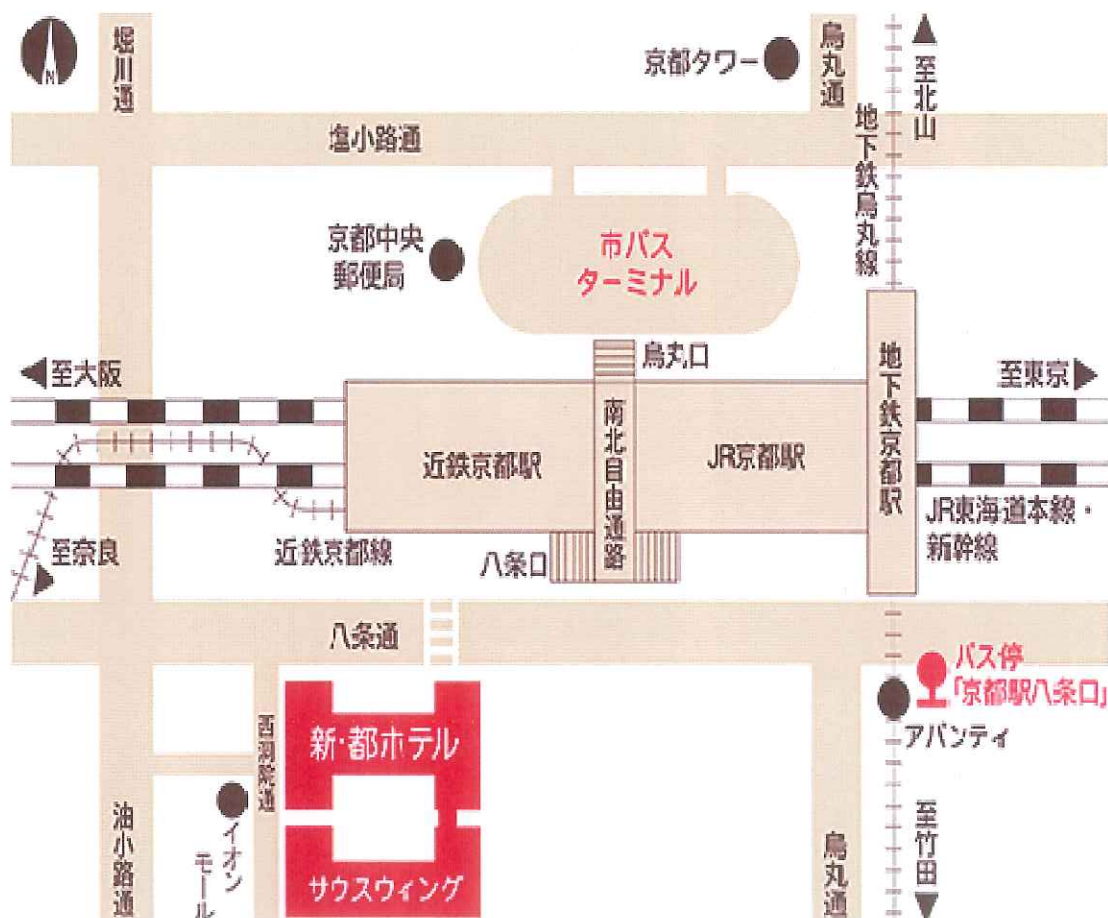 N
堀川通
京都タワー
烏丸通
至北山
塩小路通
地下鉄烏丸線
京都中央
郵便局
市バス
ターミナル
烏丸口
至大阪
至東京
近鉄京都駅
南北自由通路
JR京都駅
地下鉄京都駅
JR東海道本線・
新幹線
至奈良
近鉄京都線
八条口
八条通
バス停
「京都駅八条口」
アバンティ
西洞院通
新・都ホテル
イオン
モール
油小路通
サウスウィング
烏丸通
至竹田